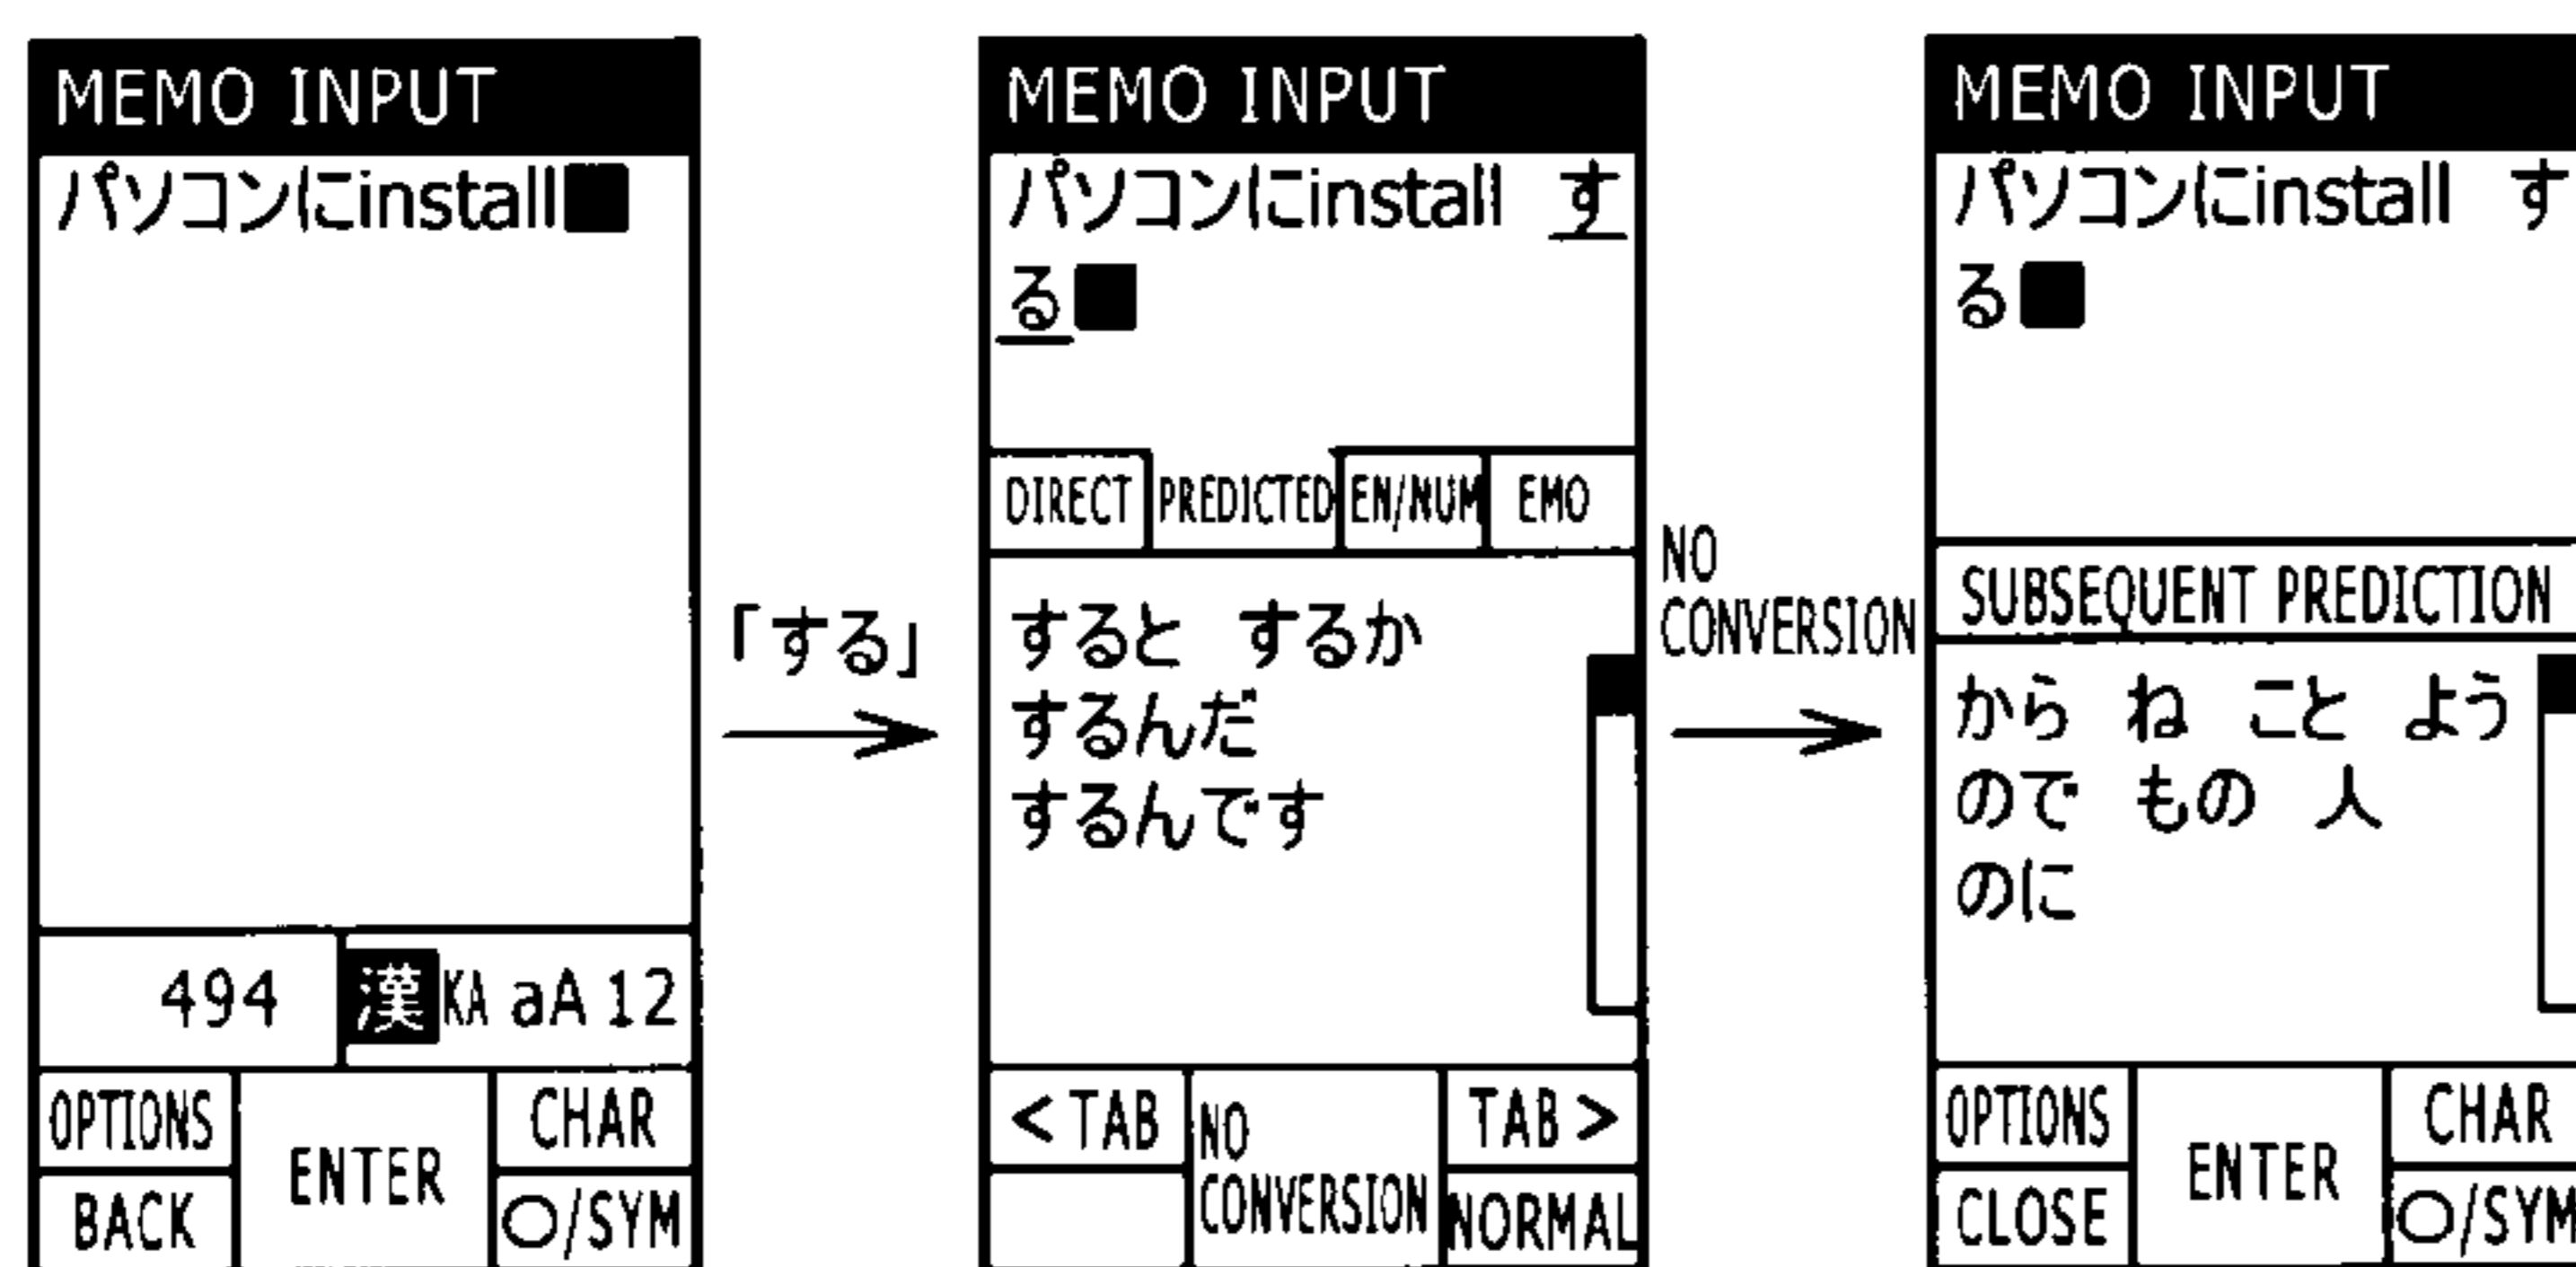 MEMO INPUT
パソコンにinstall
494
漢 KA aA 12
OPTIONS
ENTER
CHAR
BACK
○/SYM
「する」
MEMO INPUT
パソコンにinstall す
る
DIRECT PREDICTED EN/NUM EMO
すると するか
するんだ
するんです
< TAB
NO
CONVERSION
TAB >
NORMAL
NO
CONVERSION
MEMO INPUT
パソコンにinstall す
る
SUBSEQUENT PREDICTION
から ね こと よう
ので もの 人
のに
OPTIONS
ENTER
CHAR
CLOSE
○/SYM